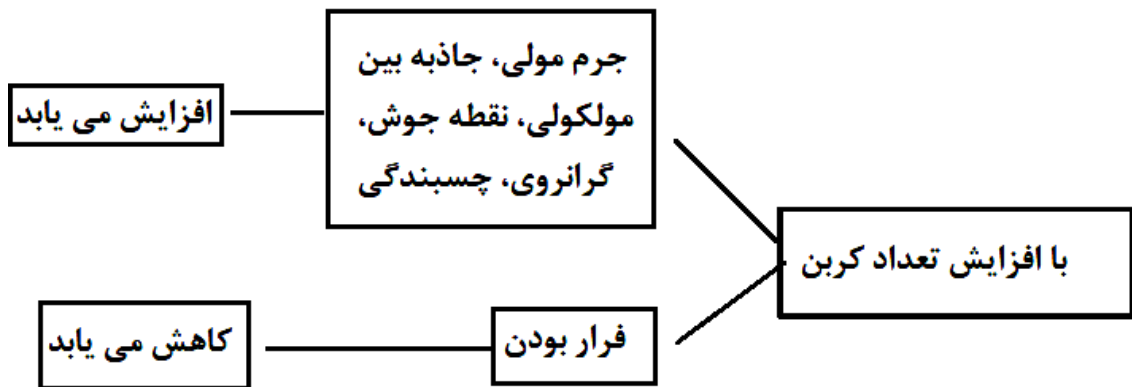 با افزایش تعداد کربن
جرم مولی، جاذبه بین
مولکولی، نقطه جوش،
گرانروی، چسبندگی
افزایش می یابد
فرار بودن
کاهش می یابد